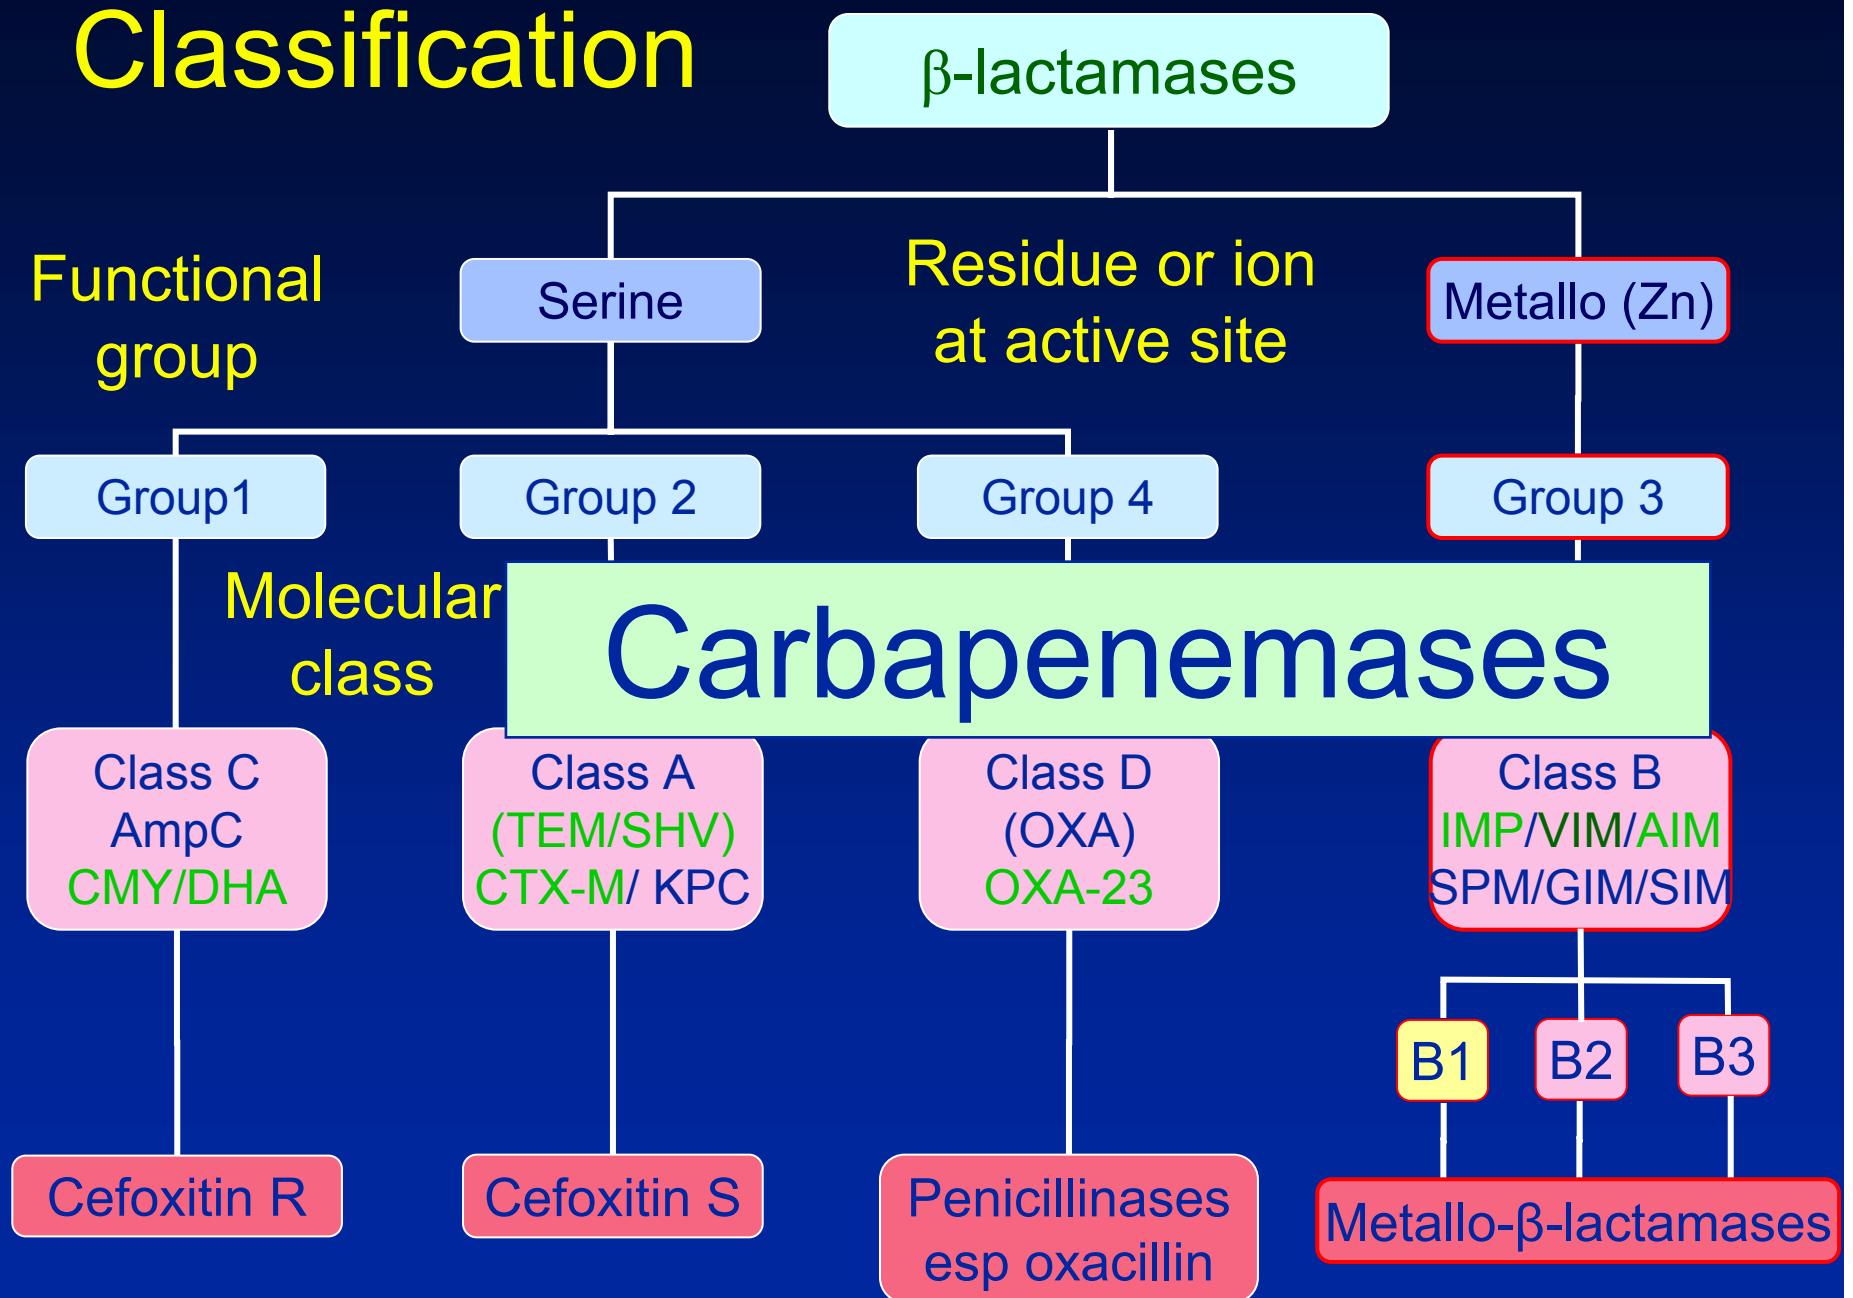 Classification
β-lactamases
Functional
group
Serine
Residue or ion
at active site
Metallo (Zn)
Group1
Group 2
Group 4
Group 3
Molecular
class
Carbapenemases
Class C
AmpC
CMY/DHA
Class A
(TEM/SHV)
CTX-M/ KPC
Class D
(OXA)
OXA-23
Class B
IMP/VIM/AIM
SPM/GIM/SIM
B1
B2
B3
Cefoxitin R
Cefoxitin S
Penicillinases
esp oxacillin
Metallo-β-lactamases